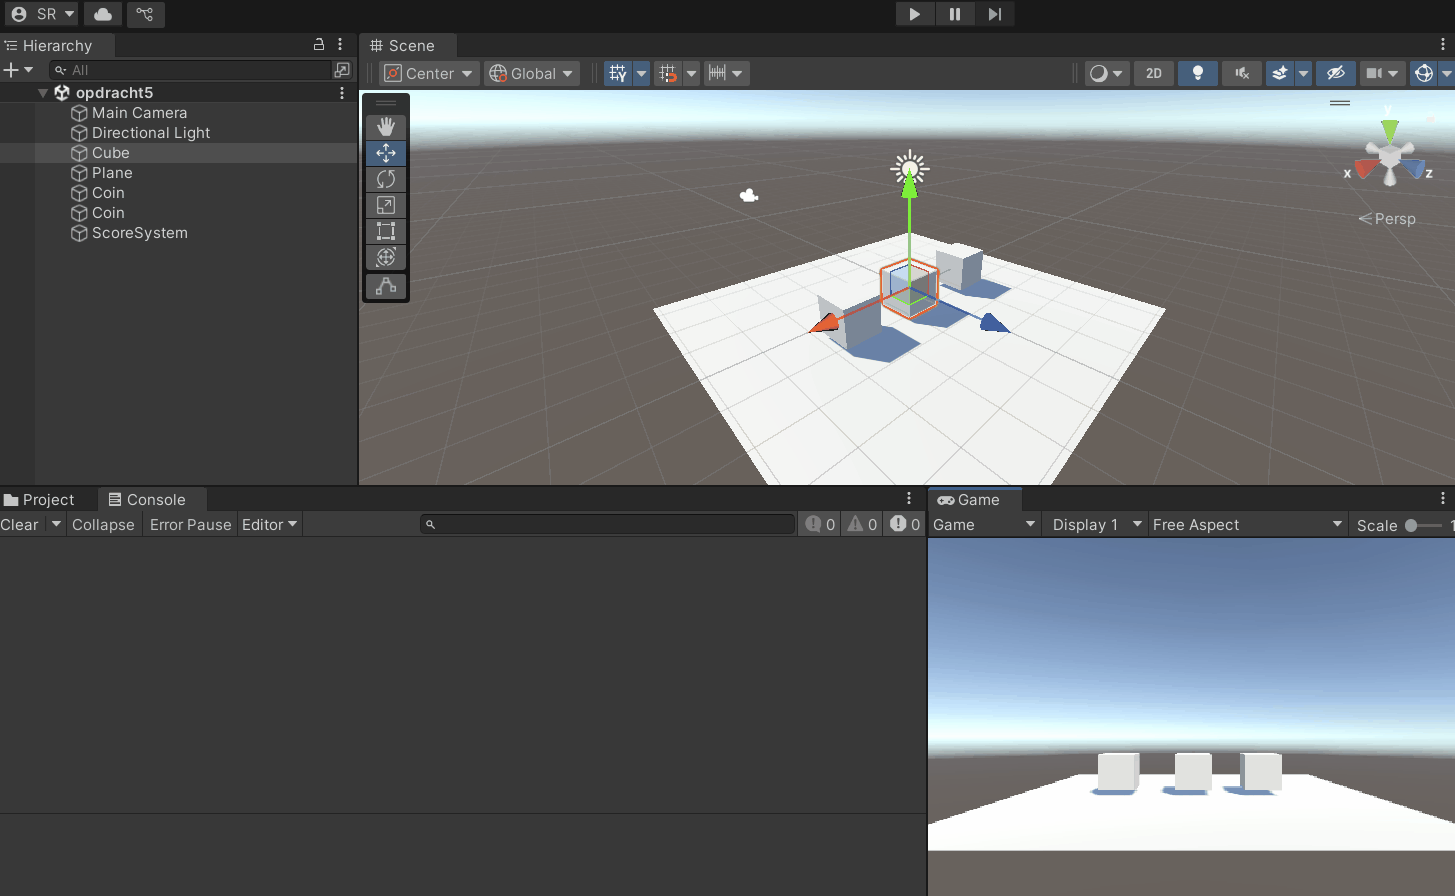 SR
Hierarchy
All
opdracht5
Main Camera
Directional Light
Cube
Plane
Coin
Coin
ScoreSystem
Scene
Center
Global
2D
y
x
z
Persp
Project
Console
Clear
Collapse
Error Pause
Editor
0
0
0
Game
Game
Display 1
Free Aspect
Scale
1